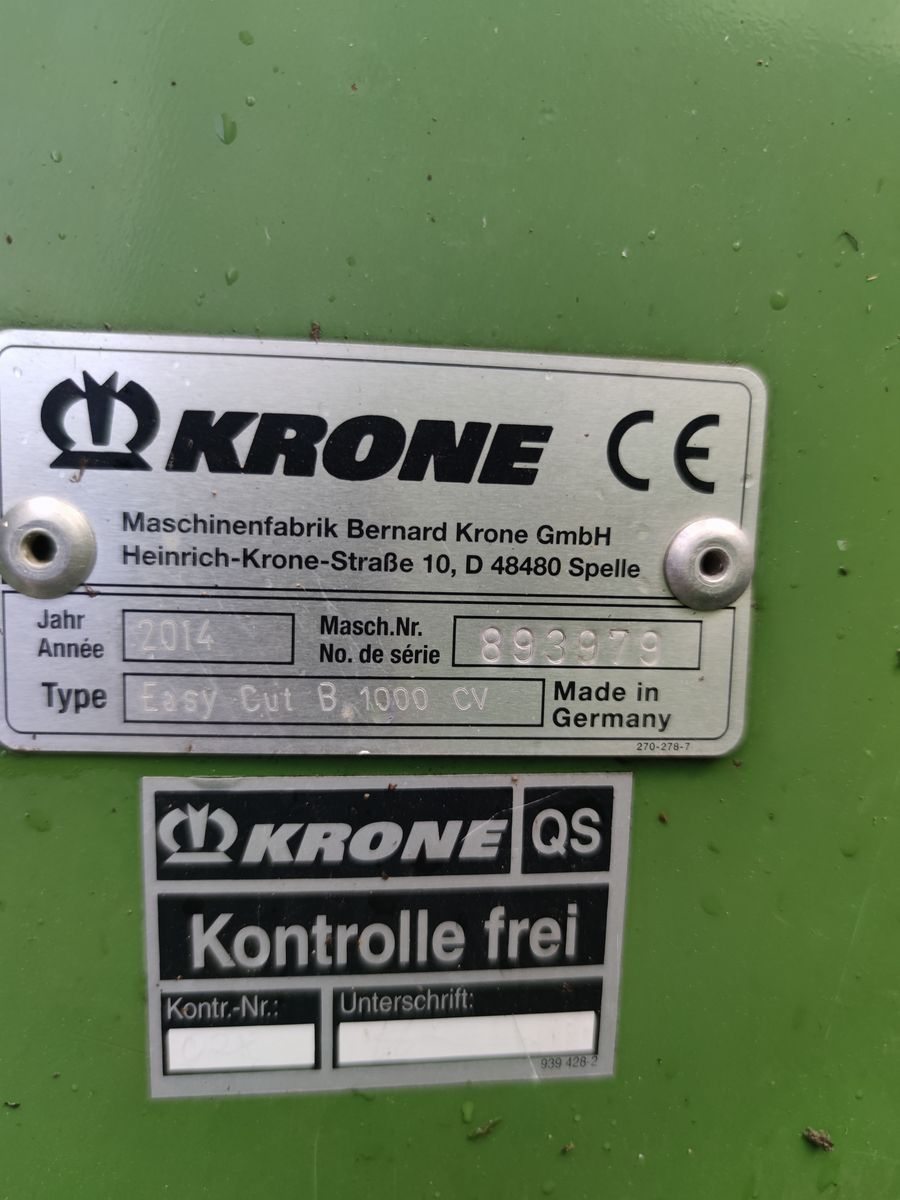 KRONE CE
Maschinenfabrik Bernard Krone GmbH
Heinrich-Krone-Straße 10, D 48480 Spelle
Jahr
Année
2014
Masch.Nr.
No. de série
893979
Type
Easy Cut B 1000 CV
Made in
Germany
270-278-7
KRONE QS
Kontrolle frei
Kontr.-Nr.:
Unterschrift:
939 428-2